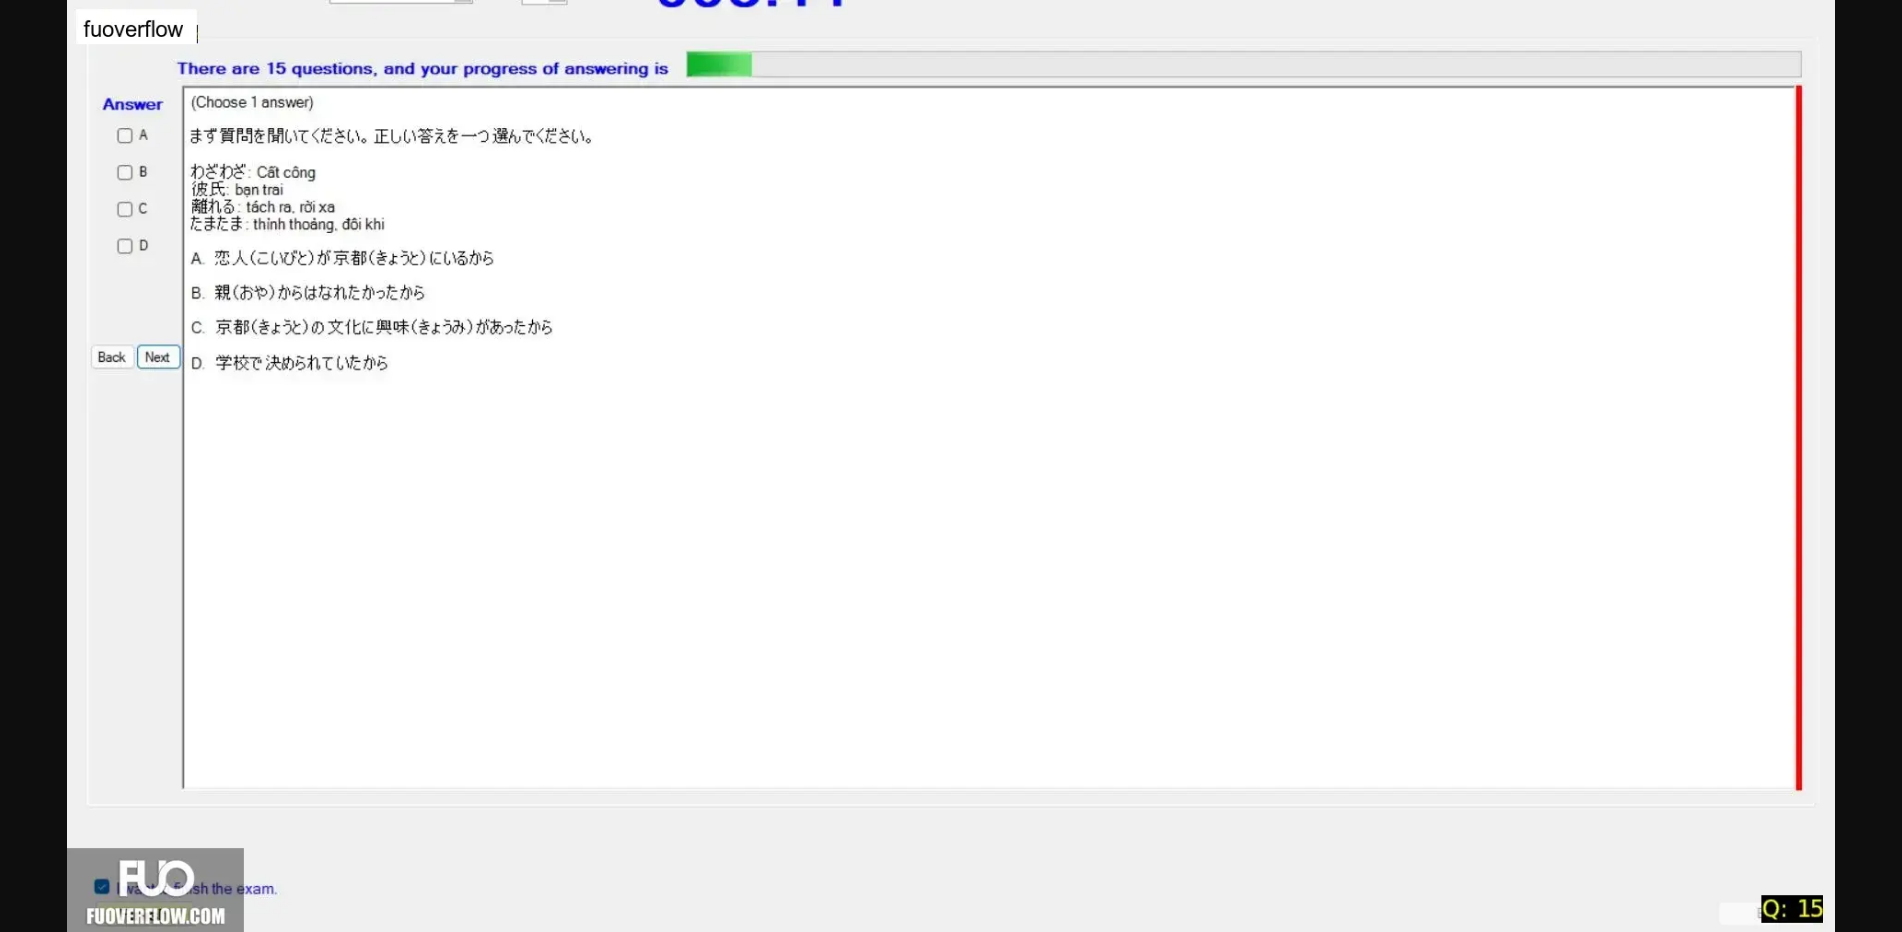 fuoverflow
There are 15 questions, and your progress of answering is
Answer
A
B
C
D
Back
Next
(Choose 1 answer)
まず質問を聞いてください。正しい答えを一つ選んでください。
わざわざ: Cất công
彼氏: bạn trai
離れる: tách ra, rời xa
たまたま: thỉnh thoảng, đôi khi
A. 恋人(こいびと)が京都(きょうと)にいるから
B. 親(おや)からはなれたかったから
C. 京都(きょうと)の文化に興味(きょうみ)があったから
D. 学校で決められていたから
FUO
the exam.
FUOVERFLOW.COM
Q: 15